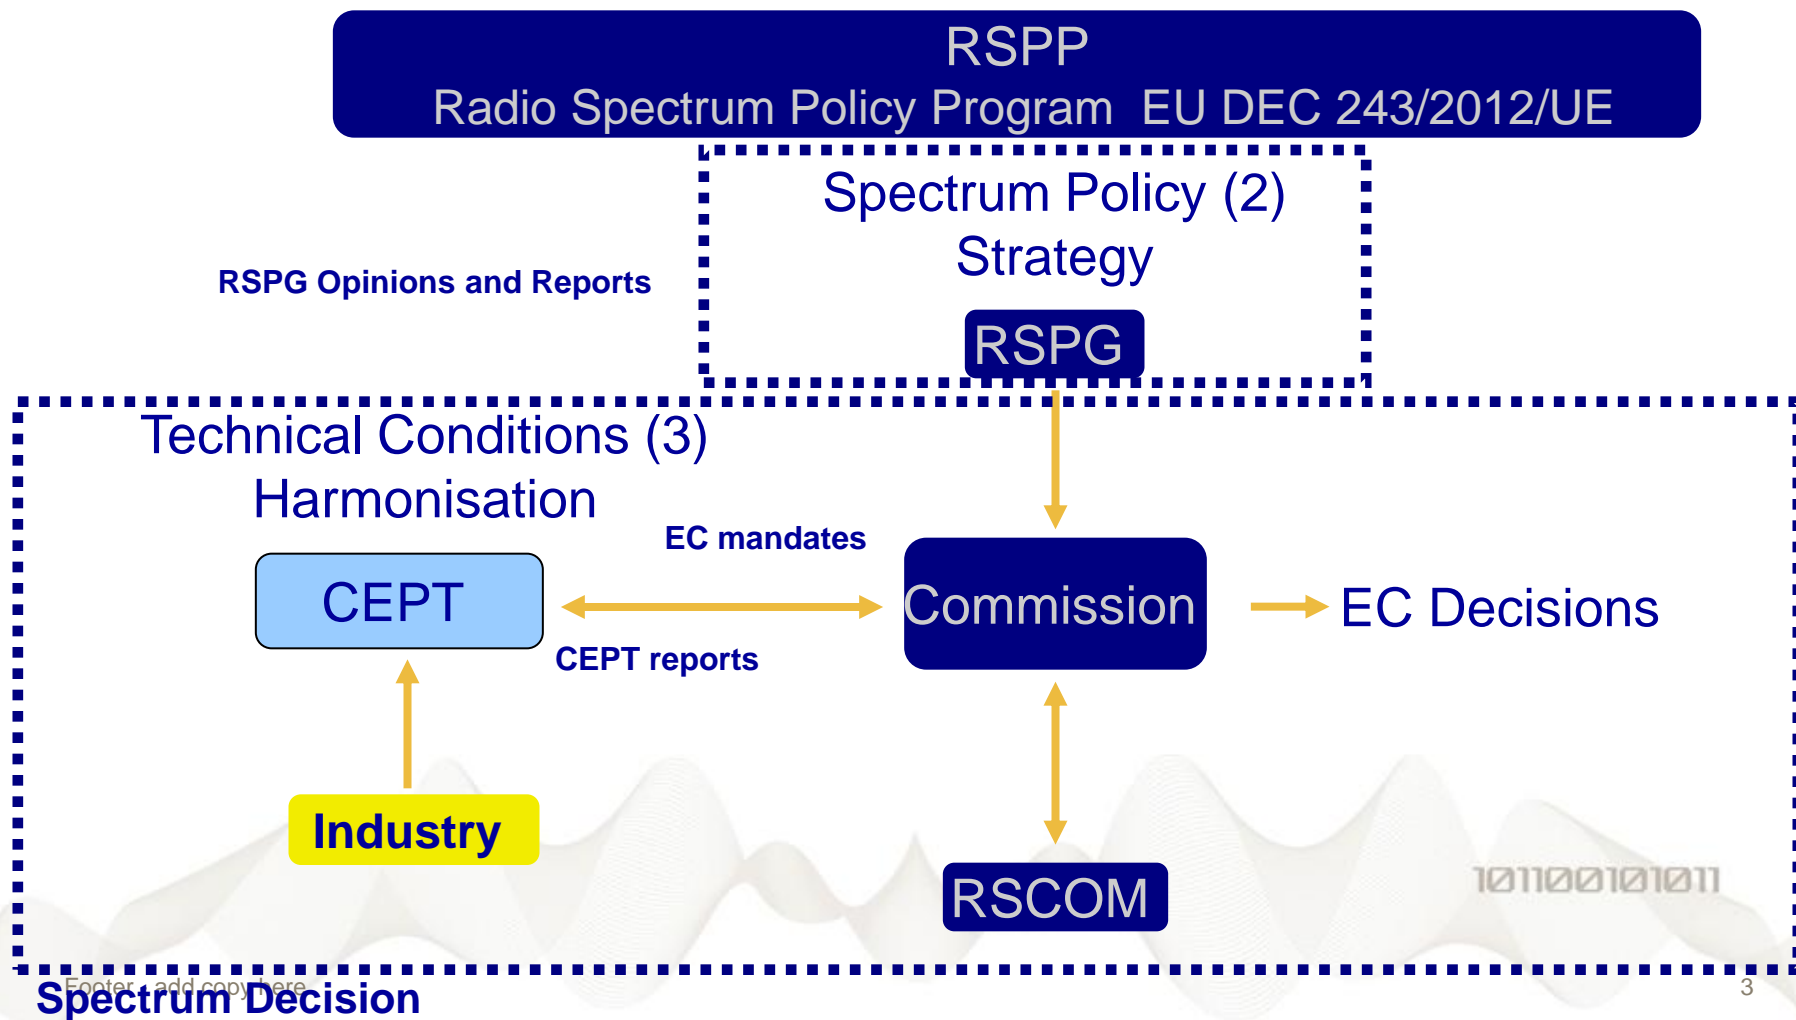 RSPP
Radio Spectrum Policy Program EU DEC 243/2012/UE
Spectrum Policy (2)
Strategy
RSPG Opinions and Reports
RSPG
Technical Conditions (3)
Harmonisation
EC mandates
CEPT
Commission
EC Decisions
CEPT reports
Industry
RSCOM
101100101011
Footer - add copy here
3
Spectrum Decision